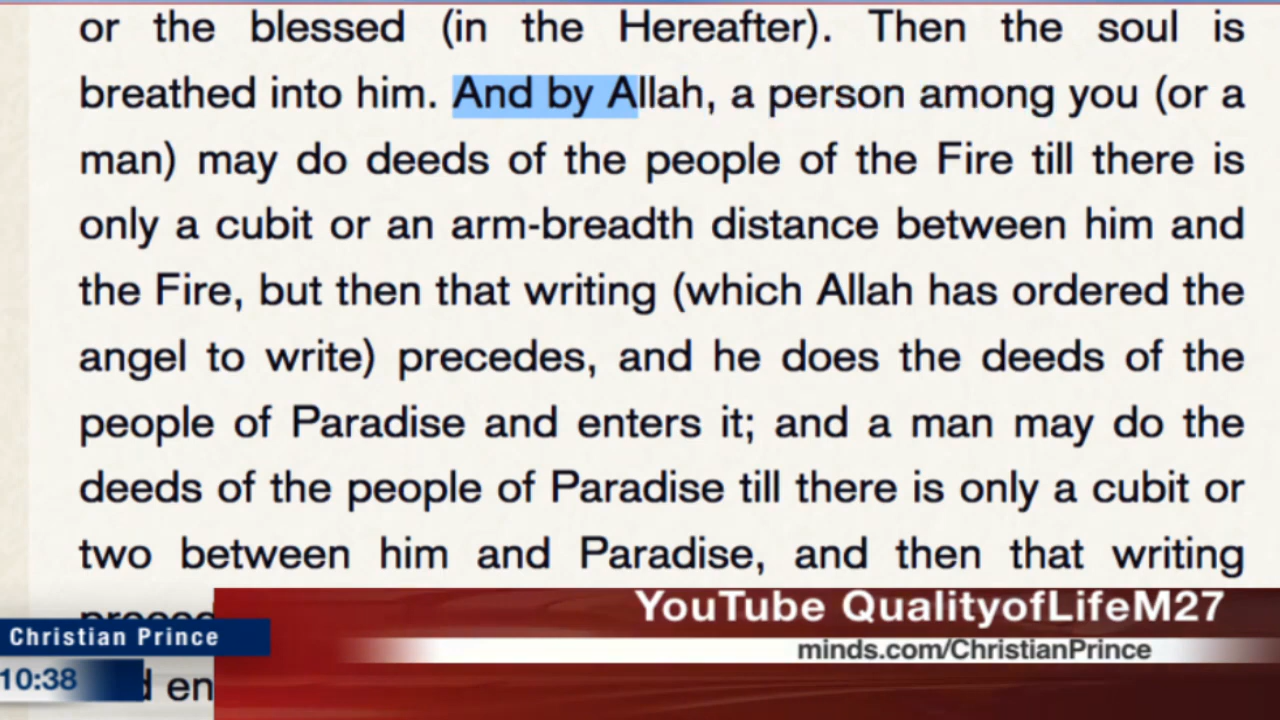 or the blessed (in the Hereafter). Then the soul is
breathed into him. And by Allah, a person among you (or a
man) may do deeds of the people of the Fire till there is
only a cubit or an arm-breadth distance between him and
the Fire, but then that writing (which Allah has ordered the
angel to write) precedes, and he does the deeds of the
people of Paradise and enters it; and a man may do the
deeds of the people of Paradise till there is only a cubit or
two between him and Paradise, and then that writing
YouTube QualityofLifeM27
Christian Prince
minds.com/ChristianPrince
10:38
en